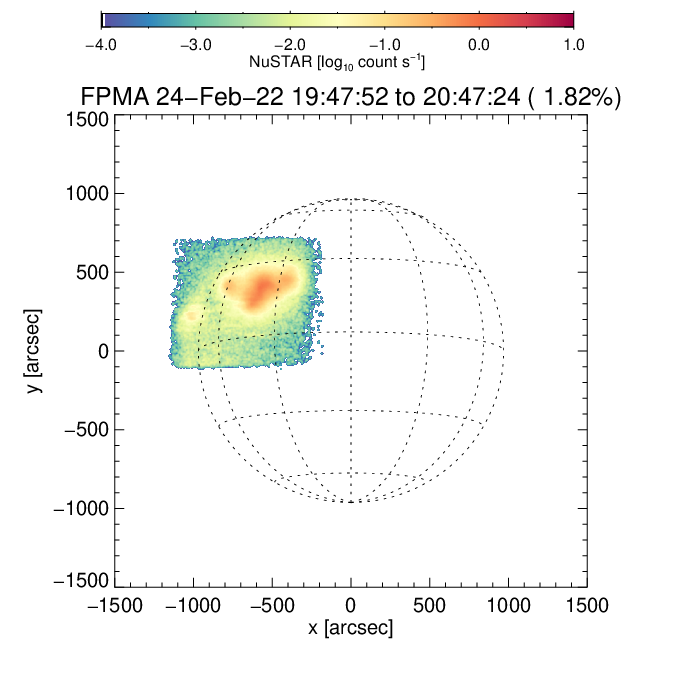 −4.0 −3.0 −2.0 −1.0 0.0 1.0
NuSTAR [log₁₀ count s⁻¹]
FPMA 24−Feb−22 19:47:52 to 20:47:24 ( 1.82%)
1500
1000
500
0
−500
−1000
−1500
y [arcsec]
−1500 −1000 −500 0 500 1000 1500
x [arcsec]